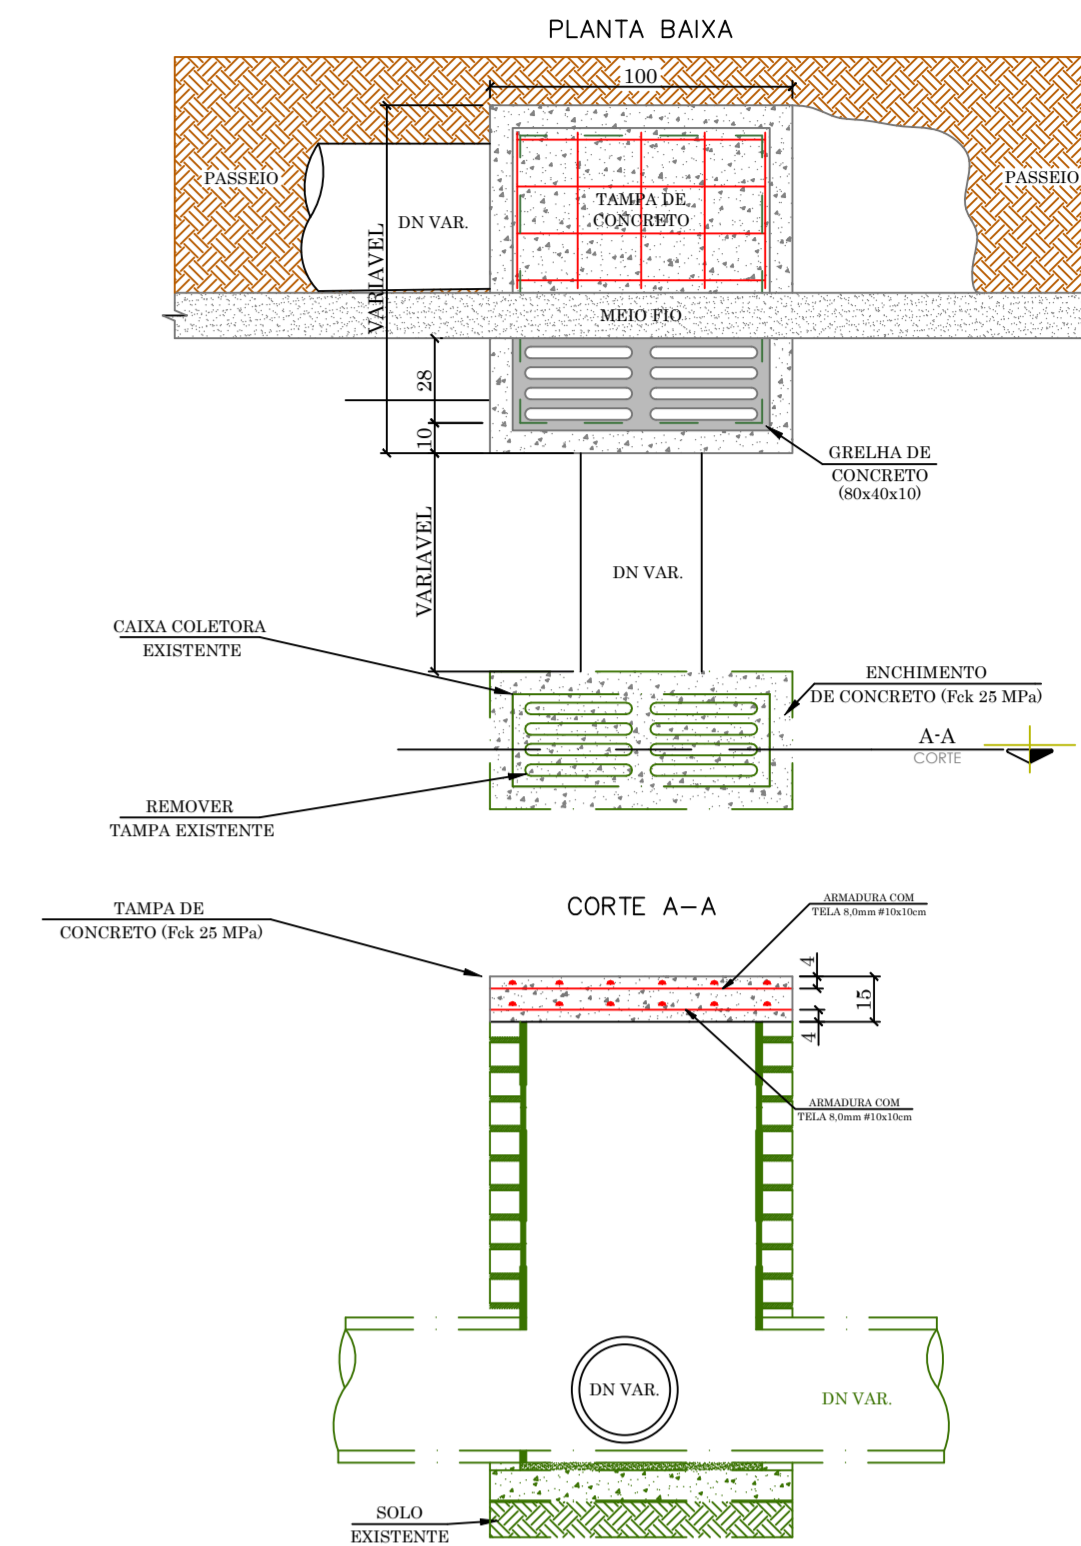 PLANTA BAIXA
100
PASSEIO
PASSEIO
TAMPA DE
CONCRETO
DN VAR.
VARIAVEL
MEIO FIO
28
10
GRELHA DE
CONCRETO
(80x40x10)
VARIAVEL
DN VAR.
CAIXA COLETORA
EXISTENTE
ENCHIMENTO
DE CONCRETO (Fck 25 MPa)
A-A
CORTE
REMOVER
TAMPA EXISTENTE
CORTE A-A
TAMPA DE
CONCRETO (Fck 25 MPa)
ARMADURA COM
TELA 8,0mm #10x10cm
4
15
4
ARMADURA COM
TELA 8,0mm #10x10cm
DN VAR.
DN VAR.
SOLO
EXISTENTE